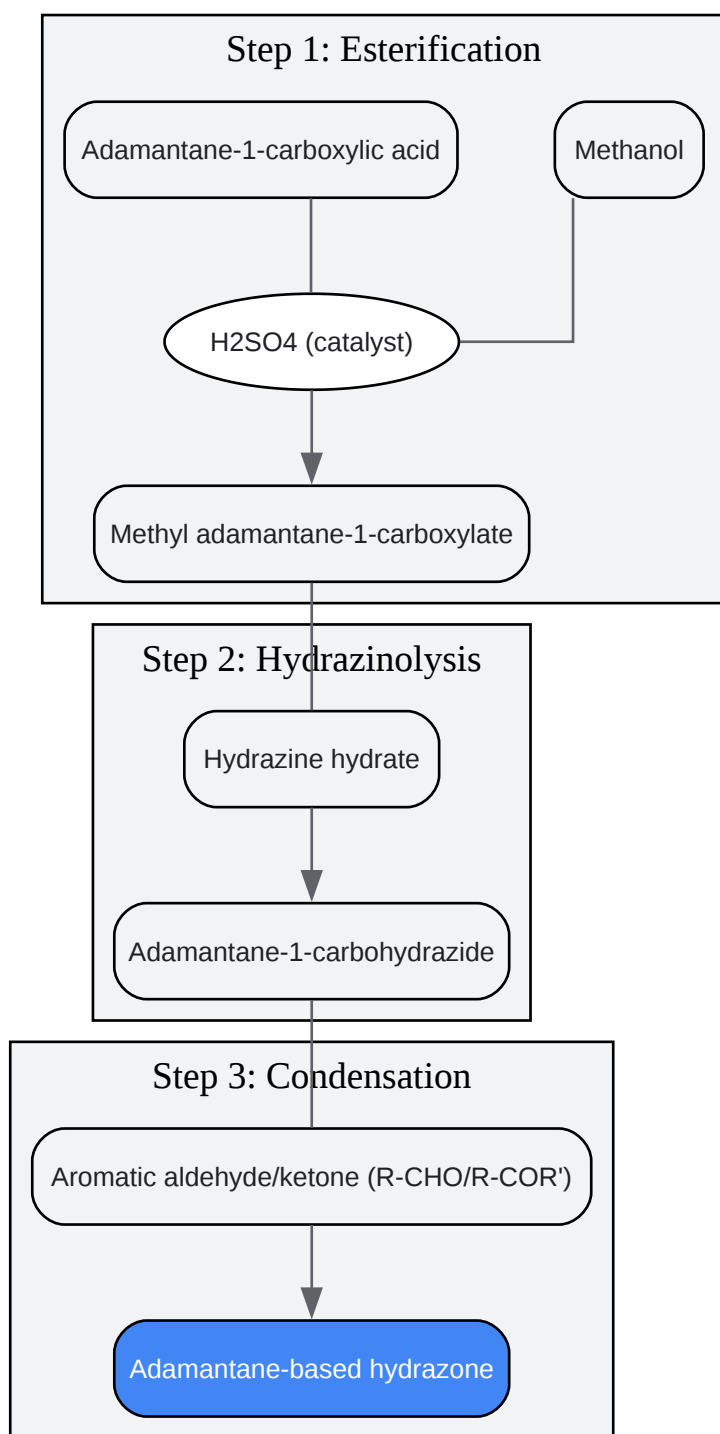 Step 1: Esterification
Adamantane-1-carboxylic acid
Methanol
H2SO4 (catalyst)
Methyl adamantane-1-carboxylate
Step 2: Hydrazinolysis
Hydrazine hydrate
Adamantane-1-carbohydrazide
Step 3: Condensation
Aromatic aldehyde/ketone (R-CHO/R-COR')
Adamantane-based hydrazone